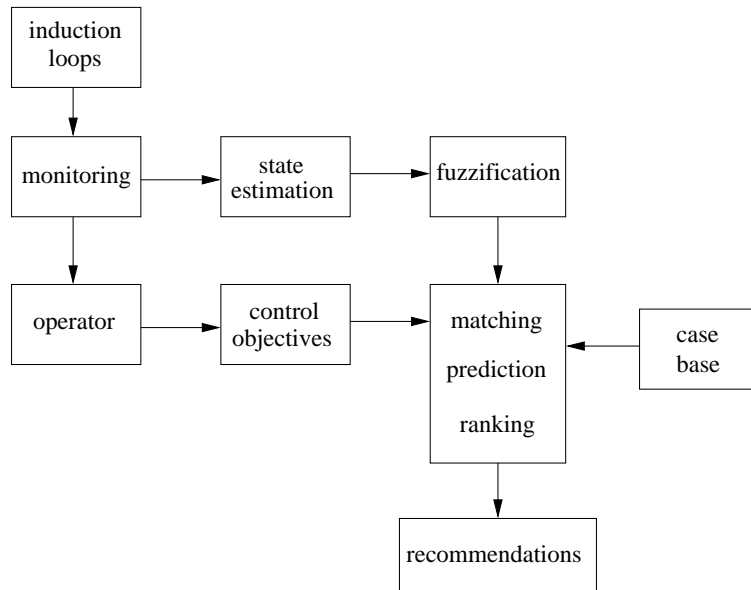 induction
loops
monitoring
state
estimation
fuzzification
operator
control
objectives
matching
prediction
ranking
case
base
recommendations